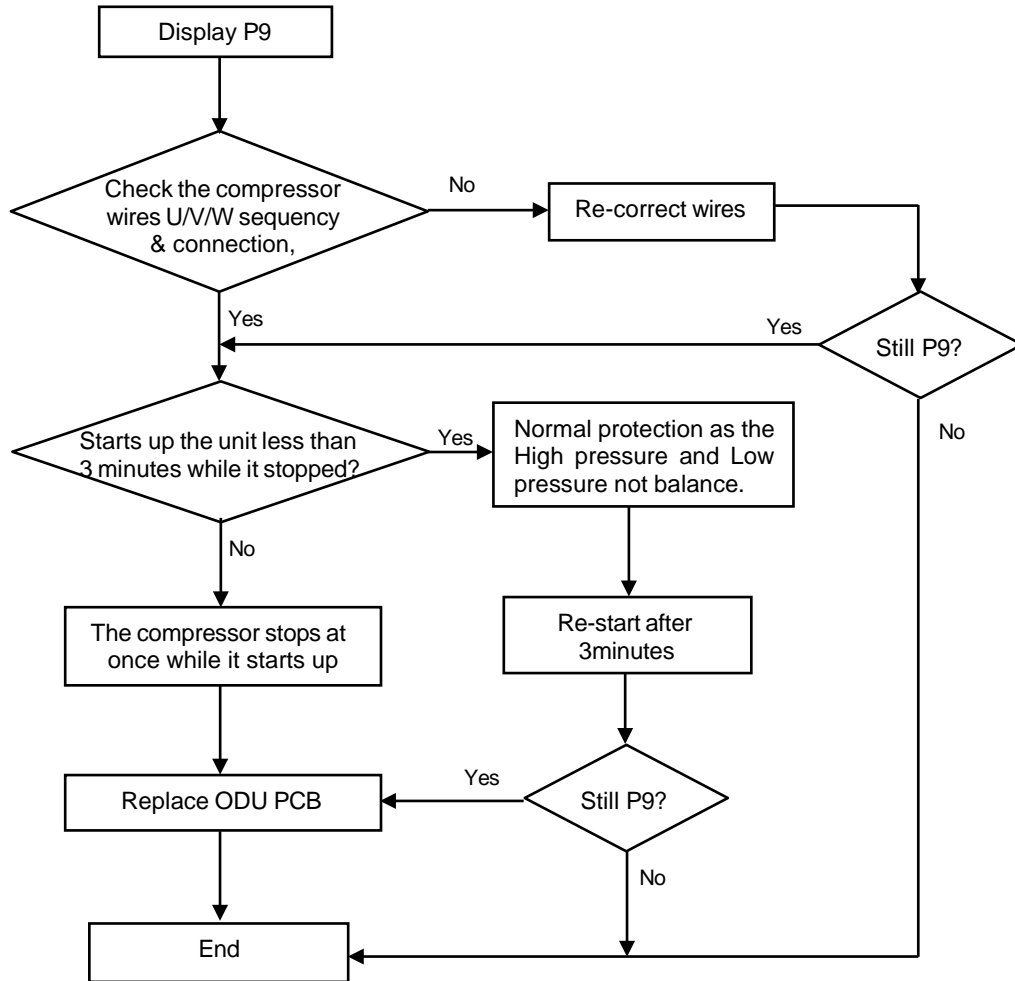 Display P9
Check the compressor
wires U/V/W sequency
& connection,
No
Re-correct wires
Yes
Yes
Still P9?
Starts up the unit less than
3 minutes while it stopped?
Yes
Normal protection as the
High pressure and Low
pressure not balance.
No
No
The compressor stops at
once while it starts up
Re-start after
3minutes
Replace ODU PCB
Yes
Still P9?
No
End